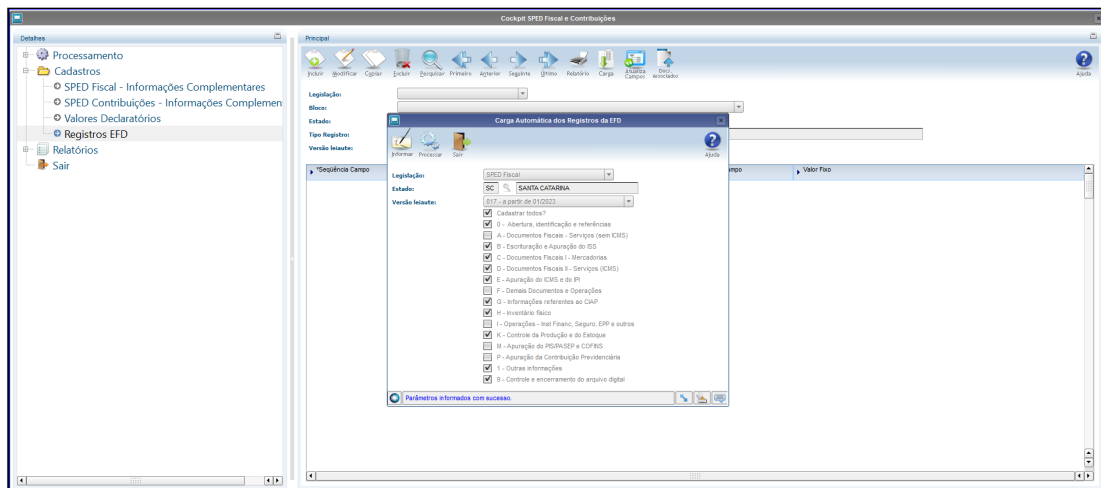 Cockpit SPED Fiscal e Contribuições
Detalhes
Processamento
Cadastros
SPED Fiscal - Informações Complementares
SPED Contribuições - Informações Complemen
Valores Declaratórios
Registros EFD
Relatórios
Sair
Principal
Incluir Modificar Copiar Excluir Pesquisar Primeiro Anterior Seguinte Último Relatório Carga Atualiza Campos Docs. Associados Ajuda
Legislação:
Bloco:
Estado:
Tipo Registro:
Versão leiaute:
*Seqüência Campo
ampo
Valor Fixo
Carga Automática dos Registros da EFD
Informar Processar Sair Ajuda
Legislação: SPED Fiscal
Estado: SC SANTA CATARINA
Versão leiaute: 017 - a partir de 01/2023
Cadastrar todos?
0 - Abertura, identificação e referências
A - Documentos Fiscais - Serviços (sem ICMS)
B - Escrituração e Apuração do ISS
C - Documentos Fiscais I - Mercadorias
D - Documentos Fiscais II - Serviços (ICMS)
E - Apuração do ICMS e do IPI
F - Demais Documentos e Operações
G - Informações referentes ao CIAP
H - Inventário físico
I - Operações - Inst Financ, Seguro, EPP e outros
K - Controle da Produção e do Estoque
M - Apuração do PIS/PASEP e COFINS
P - Apuração da Contribuição Previdenciária
1 - Outras informações
9 - Controle e encerramento do arquivo digital
Parâmetros informados com sucesso.